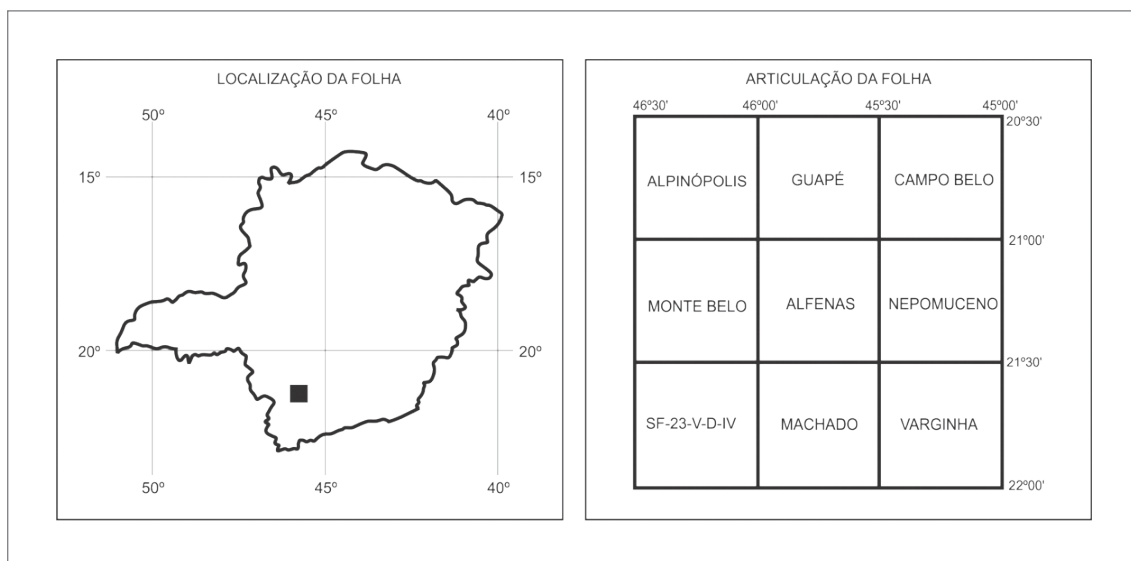 LOCALIZAÇÃO DA FOLHA
50º 45º 40º
15º 15º
20º 20º
50º 45º 40º
ARTICULAÇÃO DA FOLHA
46º30' 46º00' 45º30' 45º00'
20º30'
ALPINÓPOLIS GUAPÉ CAMPO BELO
21º00'
MONTE BELO ALFENAS NEPOMUCENO
21º30'
SF-23-V-D-IV MACHADO VARGINHA
22º00'